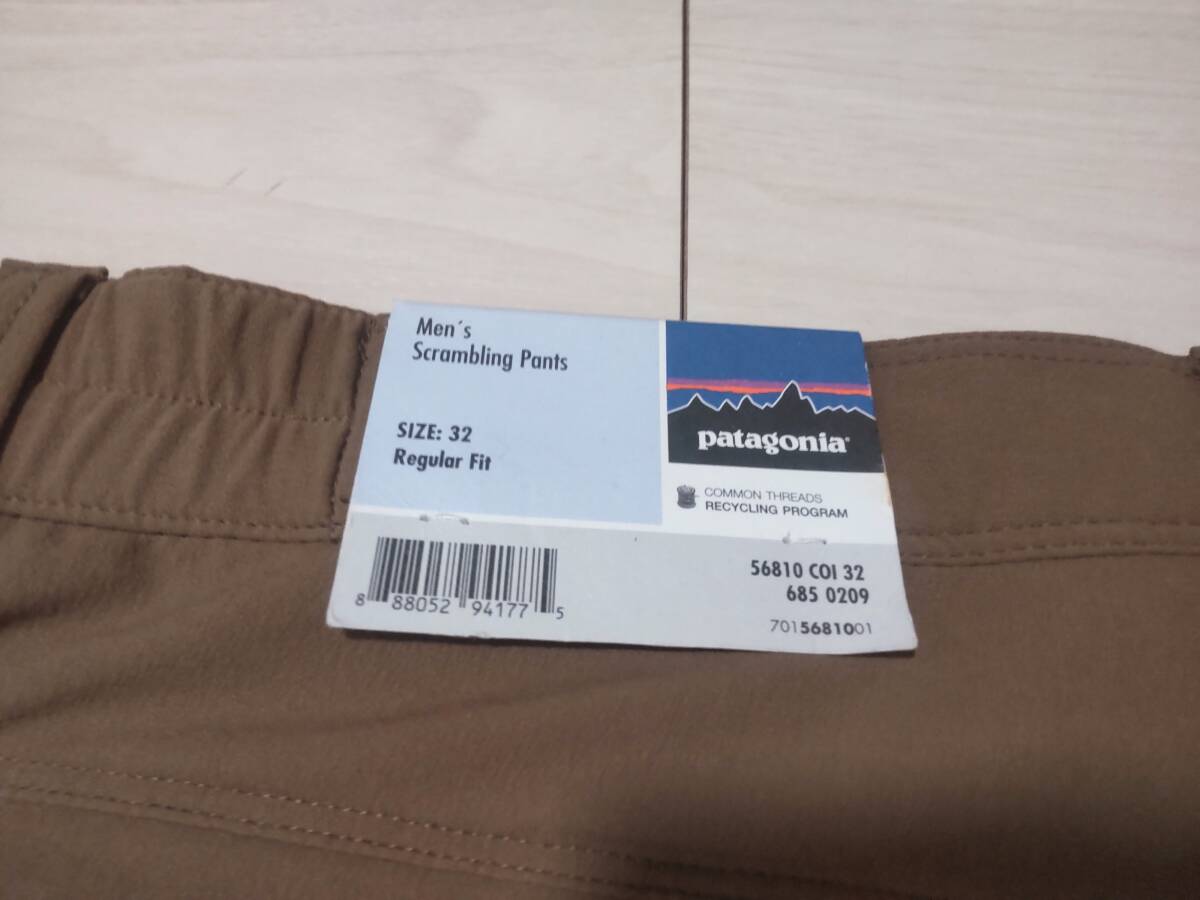 Men´s
Scrambling Pants
SIZE: 32
Regular Fit
patagonia®
COMMON THREADS
RECYCLING PROGRAM
8 88052 94177 5
56810 COI 32
685 0209
7015681001